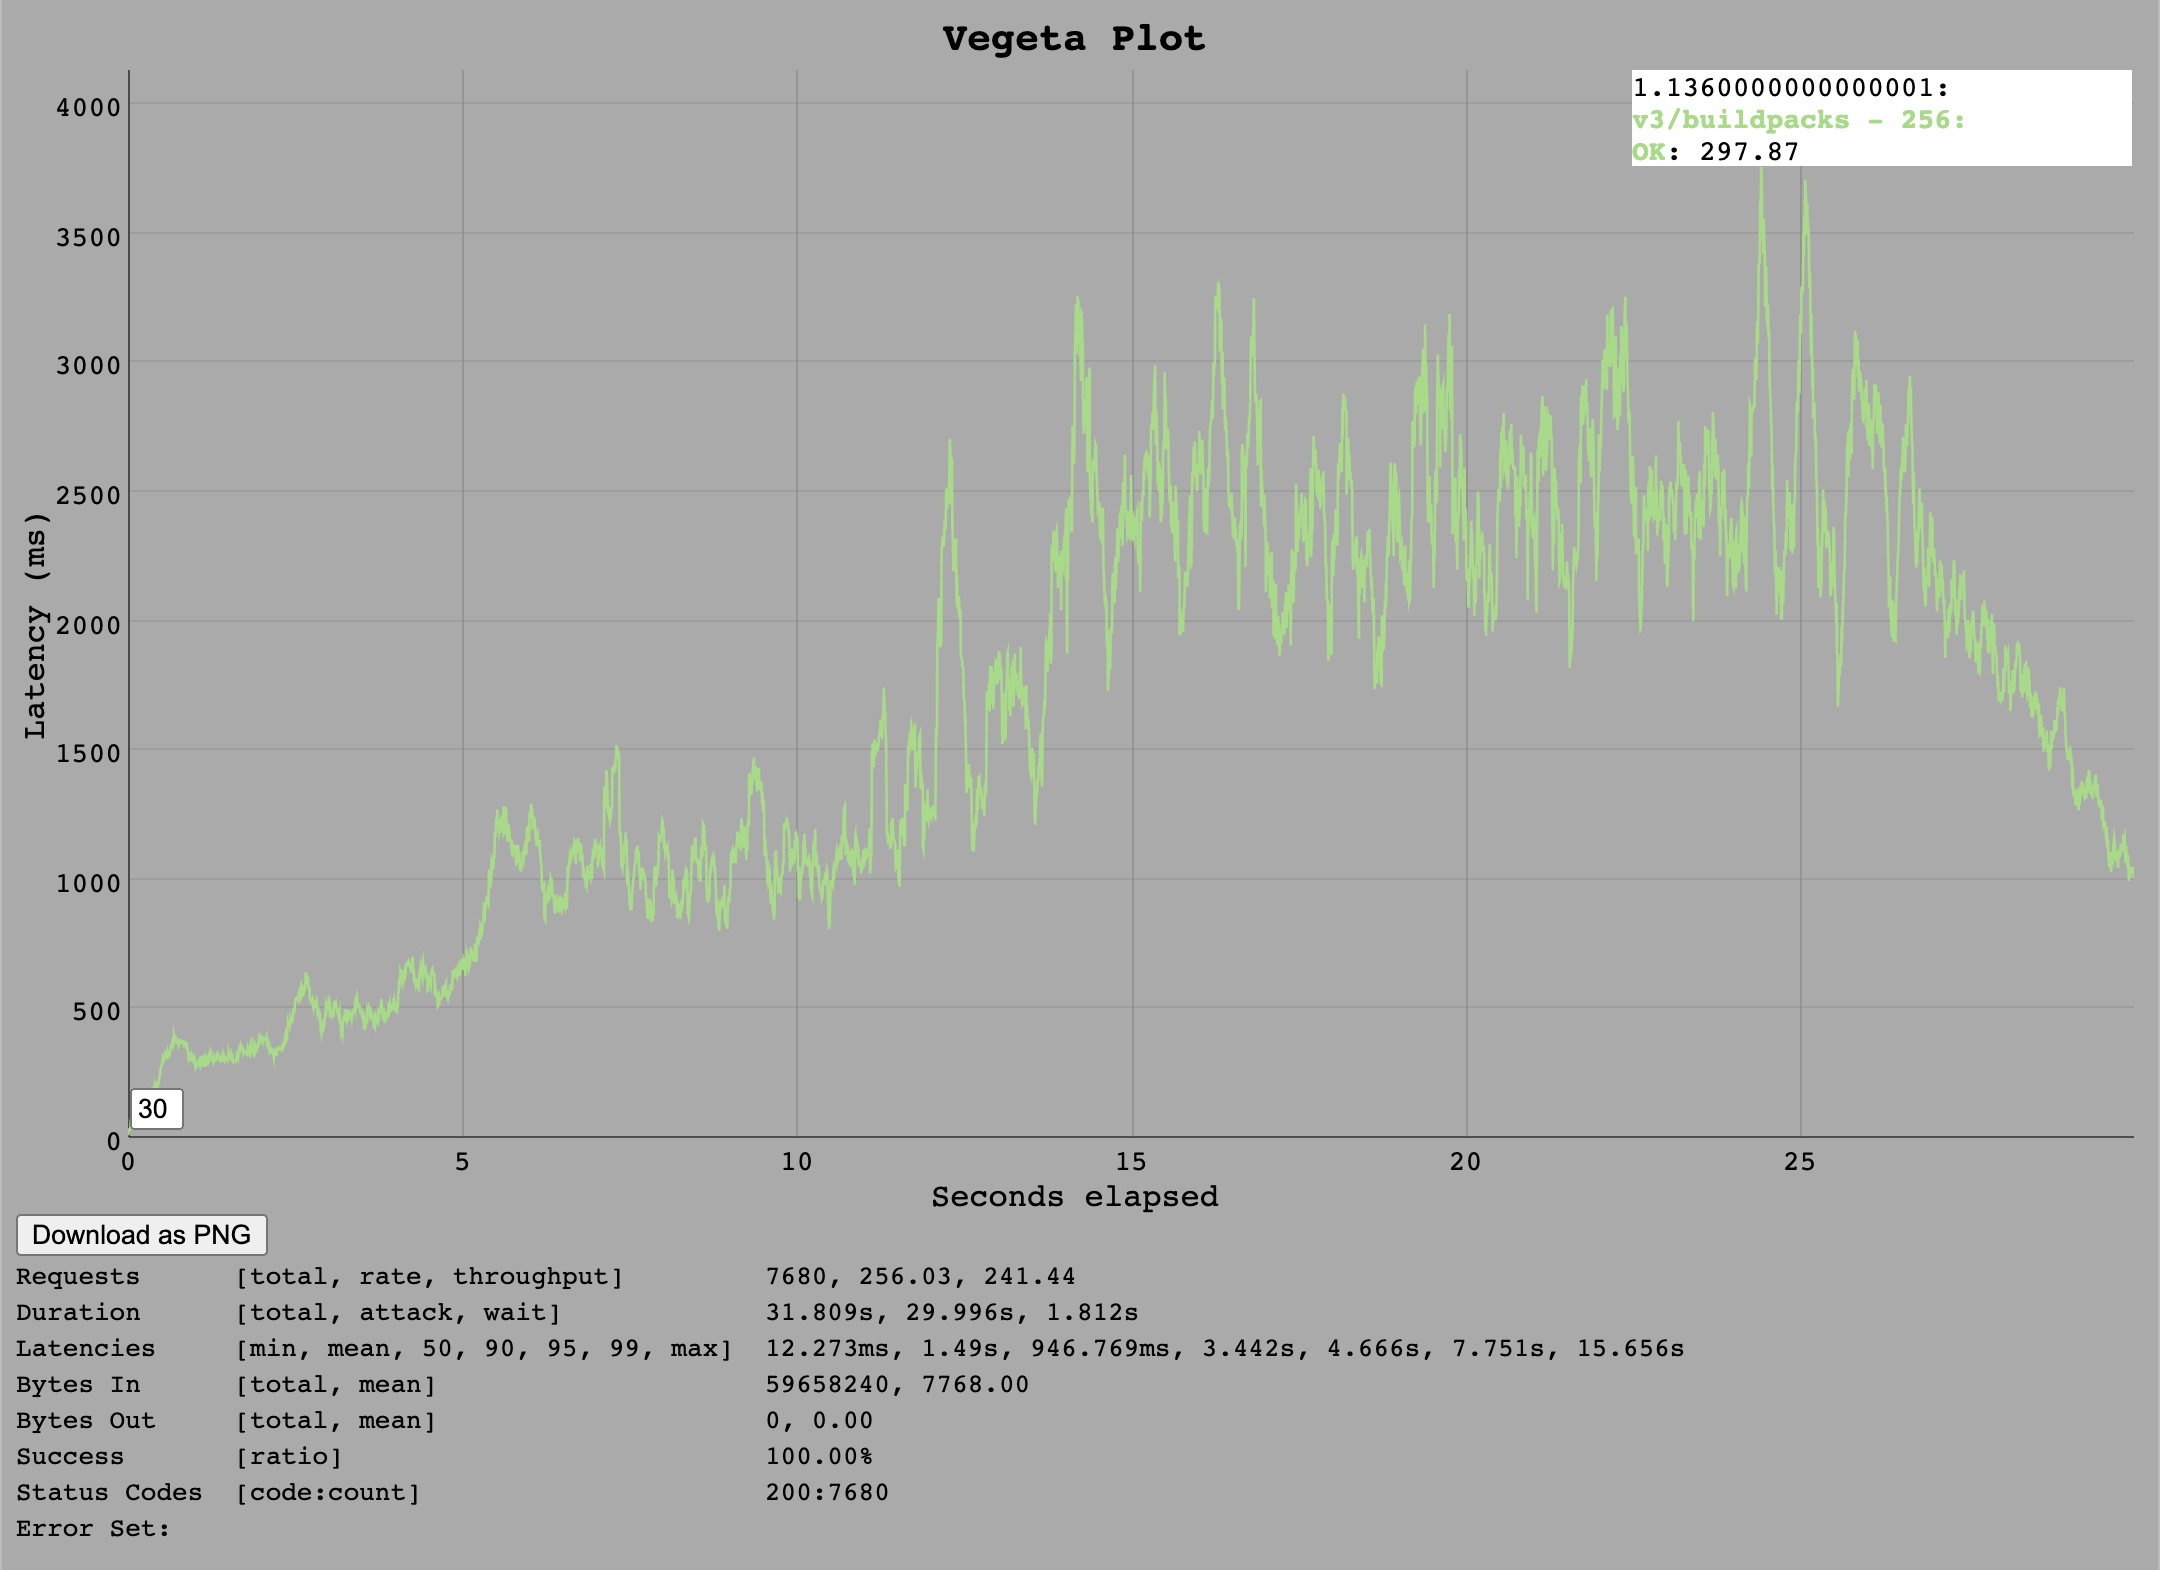 Vegeta Plot
1.1360000000000001:
v3/buildpacks - 256:
OK: 297.87
4000
3500
3000
2500
2000
1500
1000
500
0
Latency (ms)
30
0 5 10 15 20 25
Seconds elapsed
Download as PNG
Requests [total, rate, throughput] 7680, 256.03, 241.44
Duration [total, attack, wait] 31.809s, 29.996s, 1.812s
Latencies [min, mean, 50, 90, 95, 99, max] 12.273ms, 1.49s, 946.769ms, 3.442s, 4.666s, 7.751s, 15.656s
Bytes In [total, mean] 59658240, 7768.00
Bytes Out [total, mean] 0, 0.00
Success [ratio] 100.00%
Status Codes [code:count] 200:7680
Error Set: